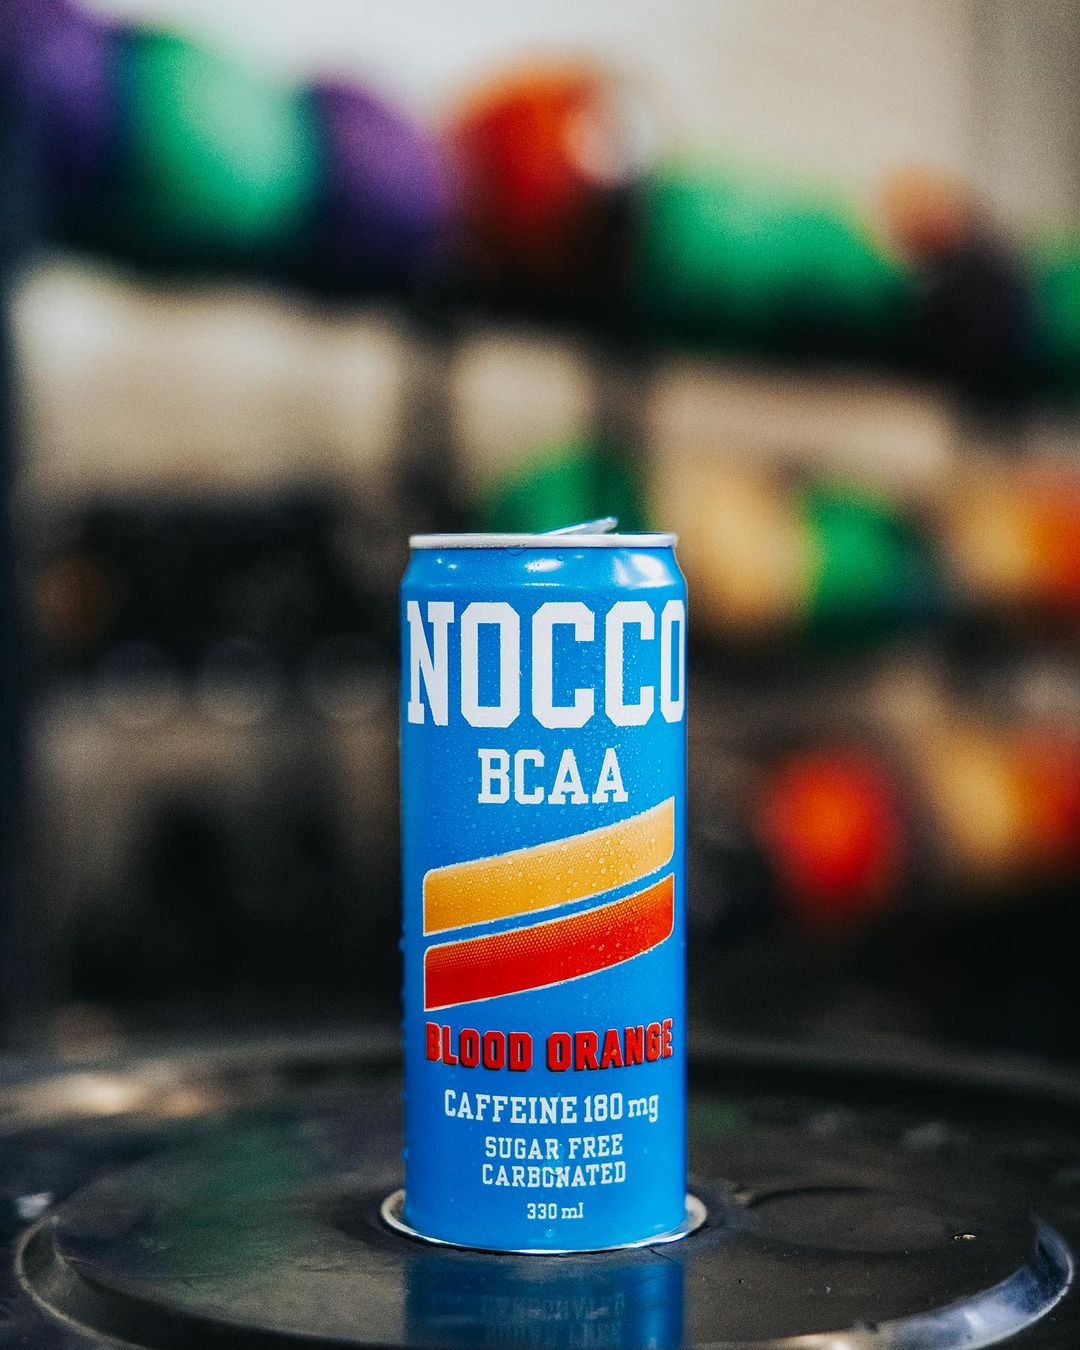 NOCCO
BCAA
BLOOD ORANGE
CAFFEINE 180 mg
SUGAR FREE
CARBONATED
330 ml